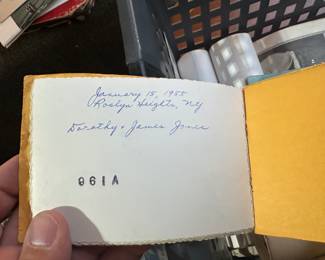 January 15, 1955
Roslyn Heights, NY
Dorothy + James Jones
961A